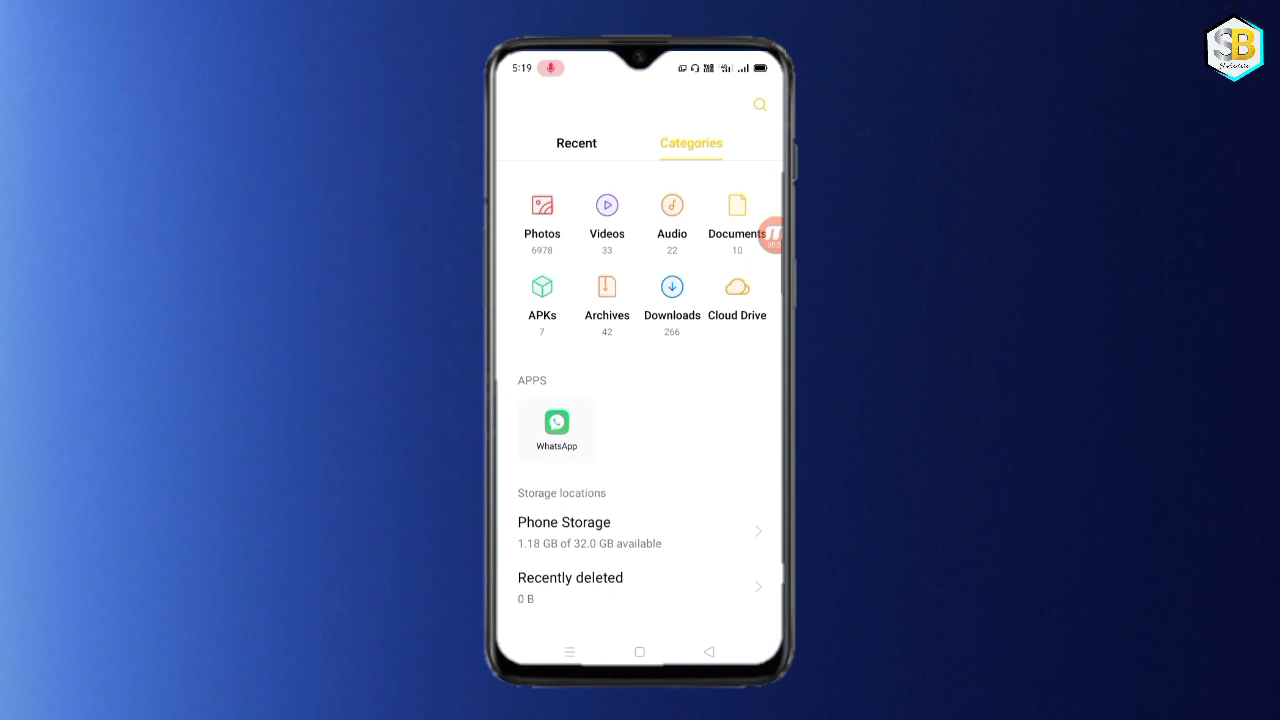 SB
5:19
Recent Categories
Photos Videos Audio Documents
6978 33 22 10
APKs Archives Downloads Cloud Drive
7 42 266
APPS
WhatsApp
Storage locations
Phone Storage
1.18 GB of 32.0 GB available
Recently deleted
0 B